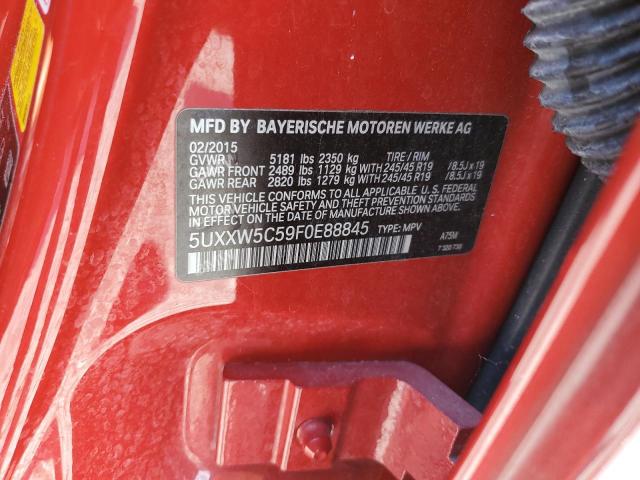 MFD BY BAYERISCHE MOTOREN WERKE AG
02/2015
GVWR 5181 lbs 2350 kg TIRE / RIM
GAWR FRONT 2489 lbs 1129 kg WITH 245/45 R19 /8.5J x 19
GAWR REAR 2820 lbs 1279 kg WITH 245/45 R19 /8.5J x 19
THIS VEHICLE CONFORMS TO ALL APPLICABLE U. S. FEDERAL
MOTOR VEHICLE SAFETY AND THEFT PREVENTION STANDARDS
IN EFFECT ON THE DATE OF MANUFACTURE SHOWN ABOVE.
5UXXW5C59F0E88845 TYPE: MPV A75M
7 320 730